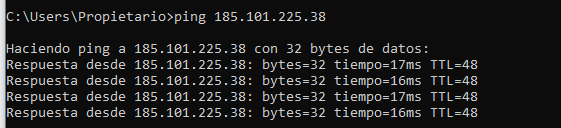 C:\Users\Propietario>ping 185.101.225.38
Haciendo ping a 185.101.225.38 con 32 bytes de datos:
Respuesta desde 185.101.225.38: bytes=32 tiempo=17ms TTL=48
Respuesta desde 185.101.225.38: bytes=32 tiempo=16ms TTL=48
Respuesta desde 185.101.225.38: bytes=32 tiempo=17ms TTL=48
Respuesta desde 185.101.225.38: bytes=32 tiempo=16ms TTL=48